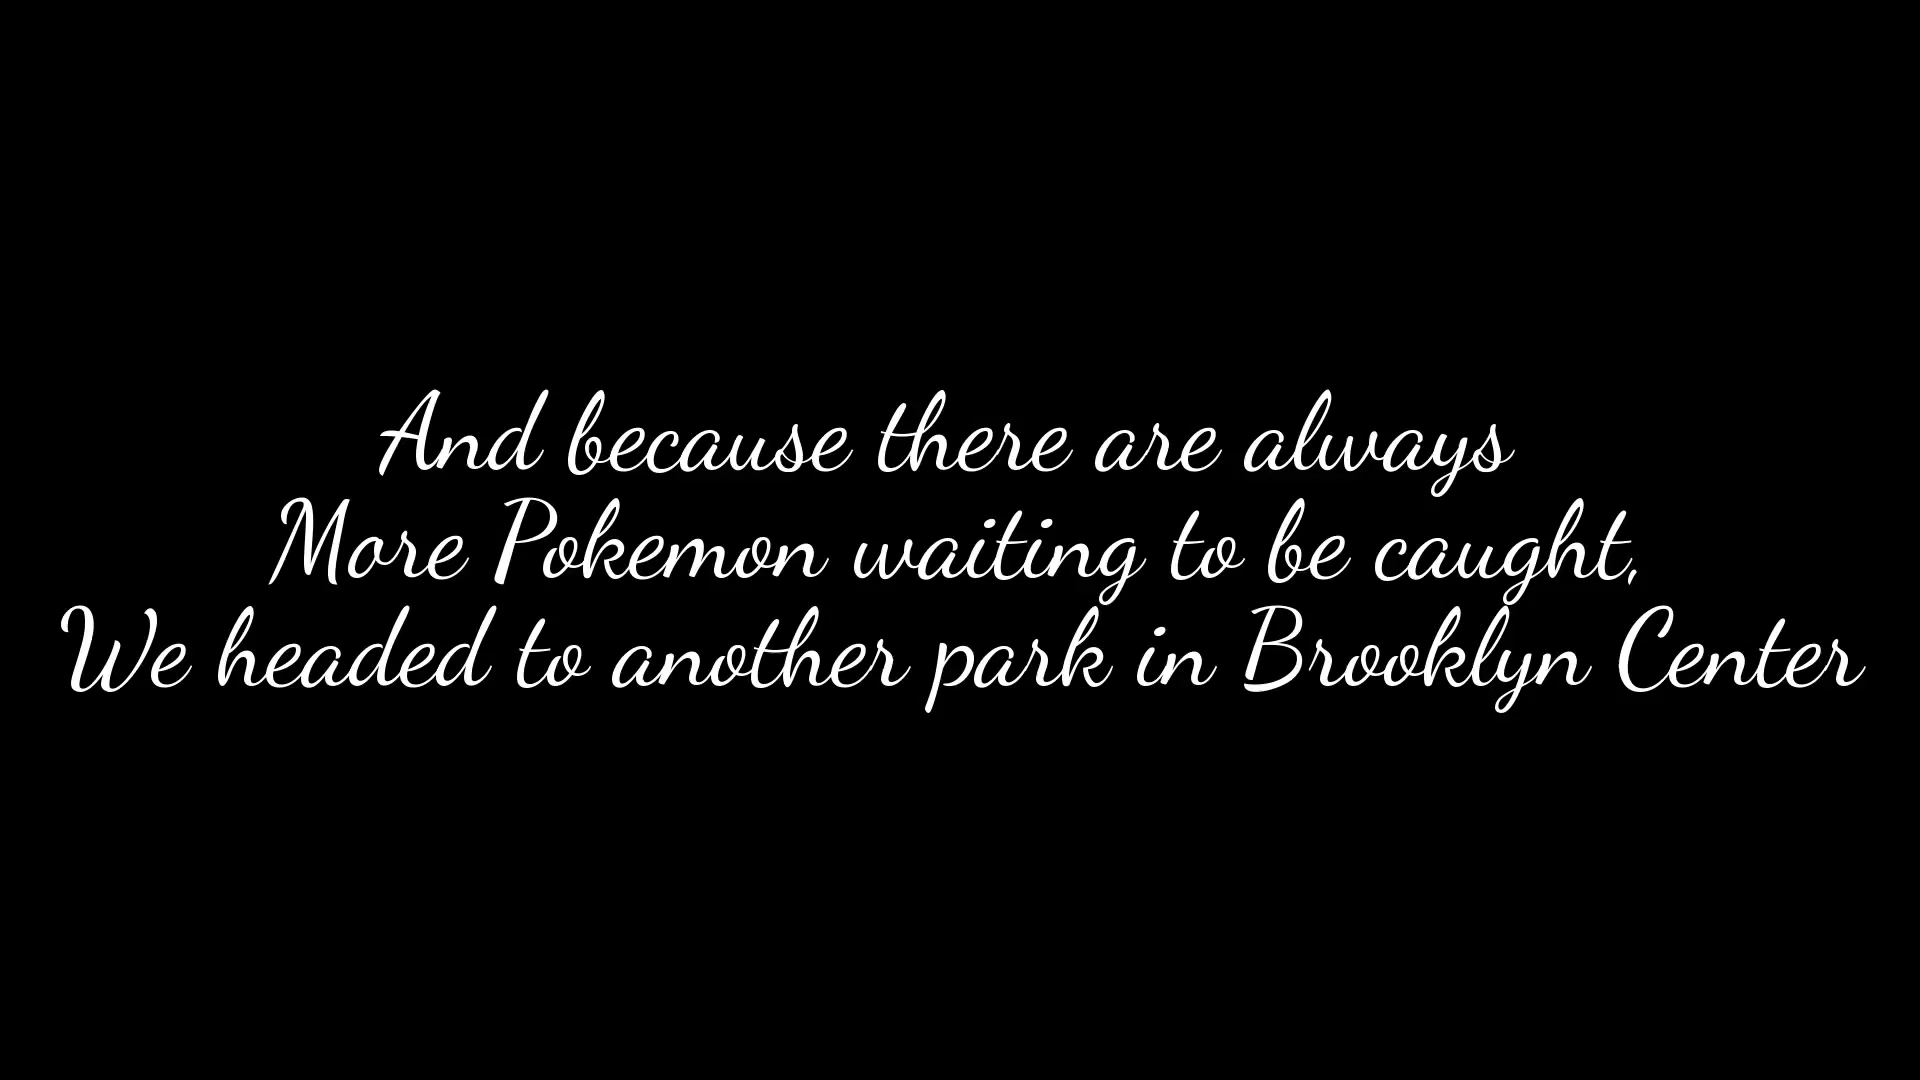 And because there are always
More Pokemon waiting to be caught,
We headed to another park in Brooklyn Center